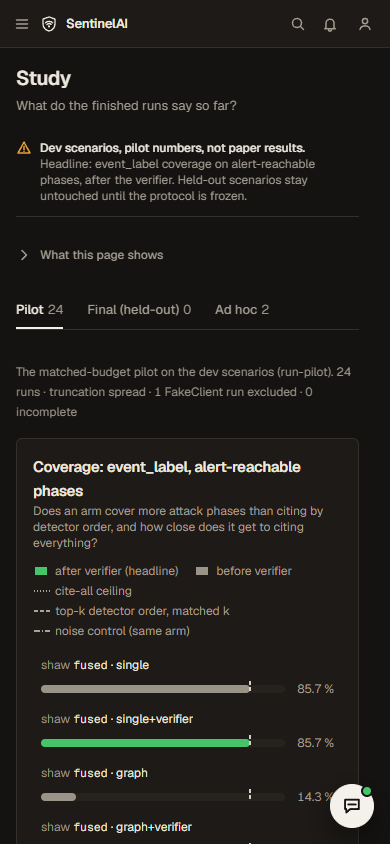 SentinelAI
Study
What do the finished runs say so far?
Dev scenarios, pilot numbers, not paper results.
Headline: event_label coverage on alert-reachable
phases, after the verifier. Held-out scenarios stay
untouched until the protocol is frozen.
What this page shows
Pilot 24 Final (held-out) 0 Ad hoc 2
The matched-budget pilot on the dev scenarios (run-pilot). 24
runs · truncation spread · 1 FakeClient run excluded · 0
incomplete
Coverage: event_label, alert-reachable
phases
Does an arm cover more attack phases than citing by
detector order, and how close does it get to citing
everything?
after verifier (headline) before verifier
cite-all ceiling
top-k detector order, matched k
noise control (same arm)
shaw fused · single
85.7 %
shaw fused · single+verifier
85.7 %
shaw fused · graph
14.3 %
shaw fused · graph+verifier